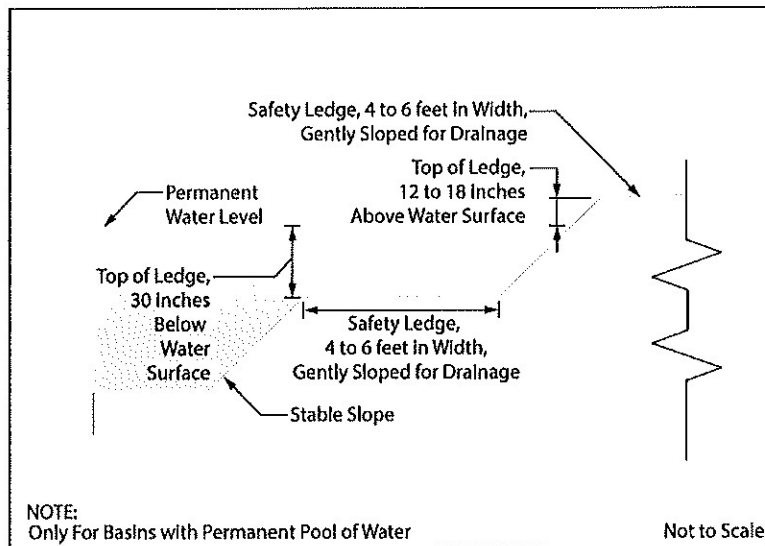 Safety Ledge, 4 to 6 feet in Width,
Gently Sloped for Drainage
Top of Ledge,
12 to 18 Inches
Above Water Surface
Permanent
Water Level
Top of Ledge,
30 Inches
Below
Water
Surface
Safety Ledge,
4 to 6 feet in Width,
Gently Sloped for Drainage
Stable Slope
NOTE:
Only For Basins with Permanent Pool of Water
Not to Scale